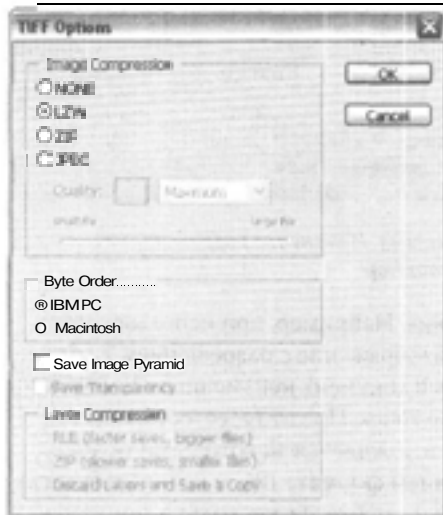 TIFF Options
Image Compression
OK
NONE
LZW
Cancel
ZIP
JPEG
Quality: Maximum
small file large file
Byte Order...........
® IBM PC
O Macintosh
Save Image Pyramid
Save Transparency
Layer Compression
RLE (faster saves, bigger files)
ZIP (slower saves, smaller files)
Discard Layers and Save a Copy